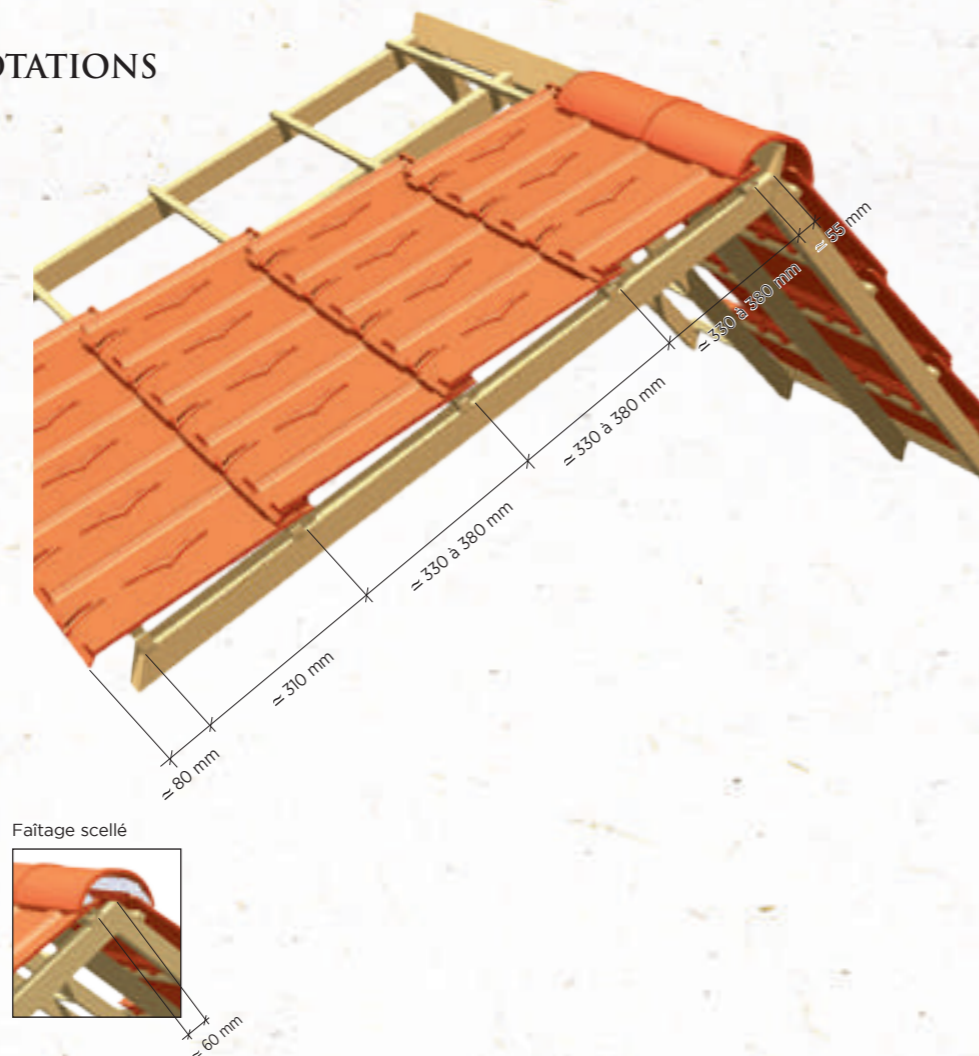 OTATIONS
≃ 55 mm
≃ 330 à 380 mm
≃ 330 à 380 mm
≃ 330 à 380 mm
≃ 310 mm
≃ 80 mm
Faîtage scellé
≃ 60 mm